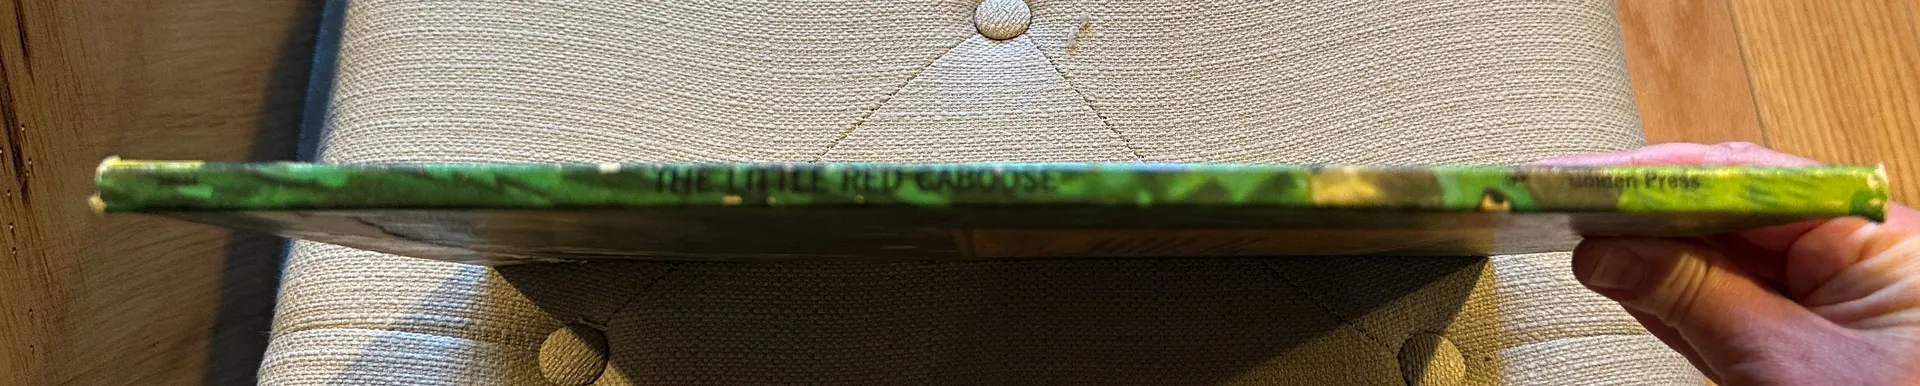 THE LITTLE RED CABOOSE
Golden Press